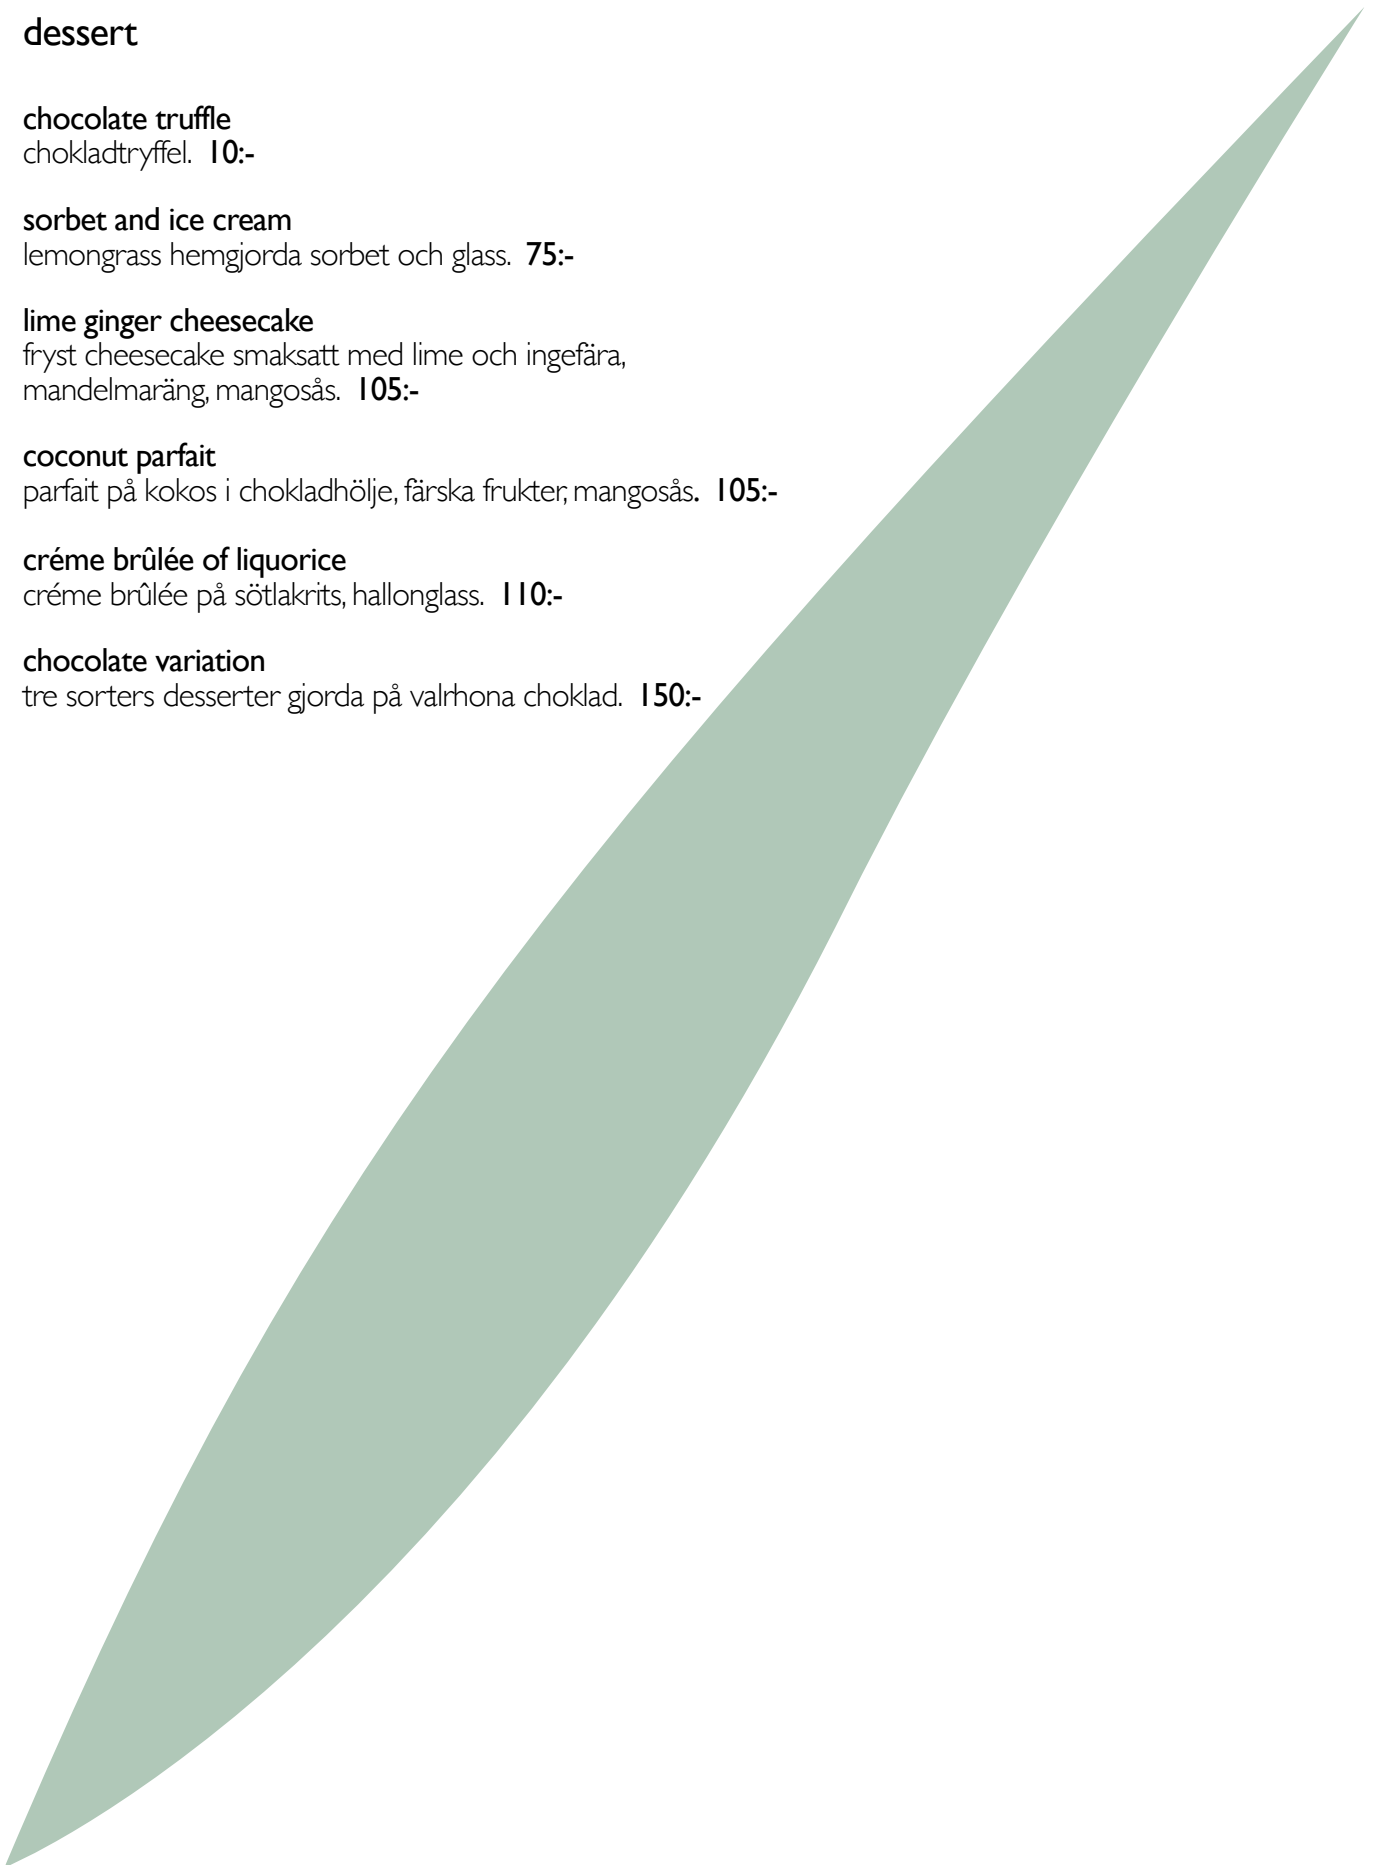 dessert
chocolate truffle
chokladtryffel. 10:-
sorbet and ice cream
lemongrass hemgjorda sorbet och glass. 75:-
lime ginger cheesecake
fryst cheesecake smaksatt med lime och ingefära,
mandelmaräng, mangosås. 105:-
coconut parfait
parfait på kokos i chokladhölje, färska frukter, mangosås. 105:-
créme brûlée of liquorice
créme brûlée på sötlakrits, hallonglass. 110:-
chocolate variation
tre sorters desserter gjorda på valrhona choklad. 150:-